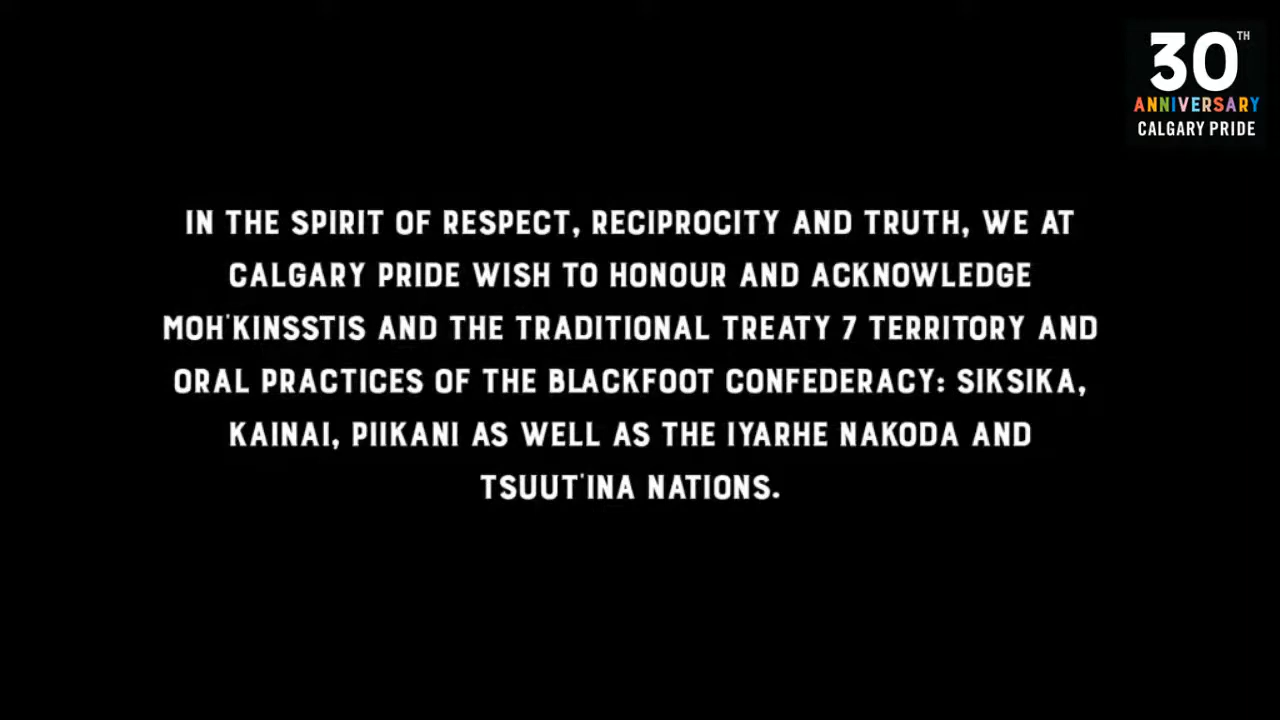 30TH
ANNIVERSARY
CALGARY PRIDE
IN THE SPIRIT OF RESPECT, RECIPROCITY AND TRUTH, WE AT
CALGARY PRIDE WISH TO HONOUR AND ACKNOWLEDGE
MOH'KINSSTIS AND THE TRADITIONAL TREATY 7 TERRITORY AND
ORAL PRACTICES OF THE BLACKFOOT CONFEDERACY: SIKSIKA,
KAINAI, PIIKANI AS WELL AS THE IYARHE NAKODA AND
TSUUT'INA NATIONS.